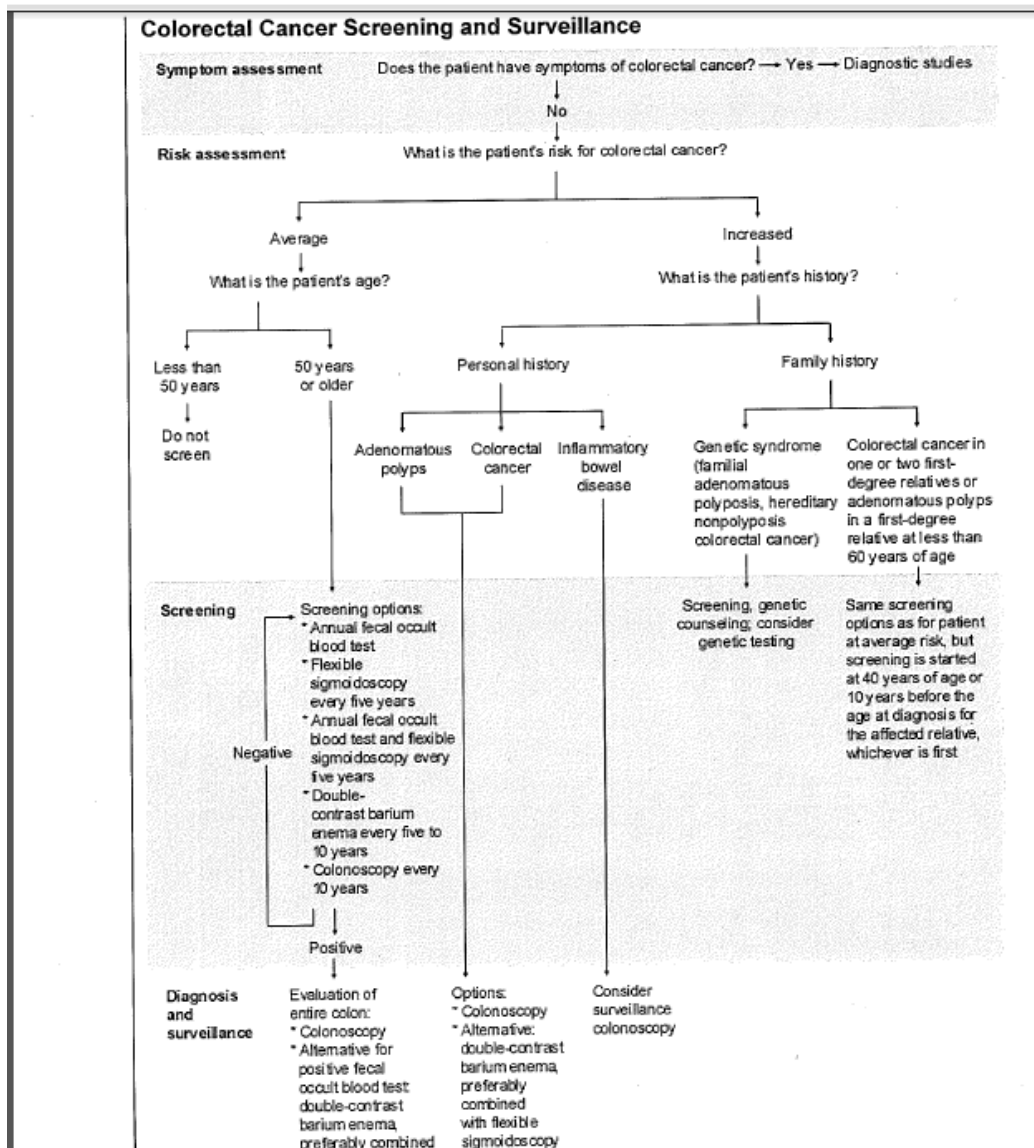 Colorectal Cancer Screening and Surveillance
Symptom assessment Does the patient have symptoms of colorectal cancer? → Yes → Diagnostic studies
No
Risk assessment What is the patient's risk for colorectal cancer?
Average
Increased
What is the patient's age?
What is the patient's history?
Less than
50 years
50 years
or older
Personal history
Family history
Do not
screen
Adenomatous
polyps
Colorectal
cancer
Inflammatory
bowel
disease
Genetic syndrome
(familial
adenomatous
polyposis, hereditary
nonpolyposis
colorectal cancer)
Colorectal cancer in
one or two first-
degree relatives or
adenomatous polyps
in a first-degree
relative at less than
60 years of age
Screening
Screening options:
* Annual fecal occult
blood test
* Flexible
sigmoidoscopy
every five years
* Annual fecal occult
blood test and flexible
sigmoidoscopy every
five years
* Double-
contrast barium
enema every five to
10 years
* Colonoscopy every
10 years
Negative
Positive
Screening, genetic
counseling; consider
genetic testing
Same screening
options as for patient
at average risk, but
screening is started
at 40 years of age or
10 years before the
age at diagnosis for
the affected relative,
whichever is first
Diagnosis
and
surveillance
Evaluation of
entire colon:
* Colonoscopy
* Alternative for
positive fecal
occult blood test:
double-contrast
barium enema,
preferably combined
Options:
* Colonoscopy
* Alternative:
double-contrast
barium enema,
preferably
combined
with flexible
sigmoidoscopy
Consider
surveillance
colonoscopy